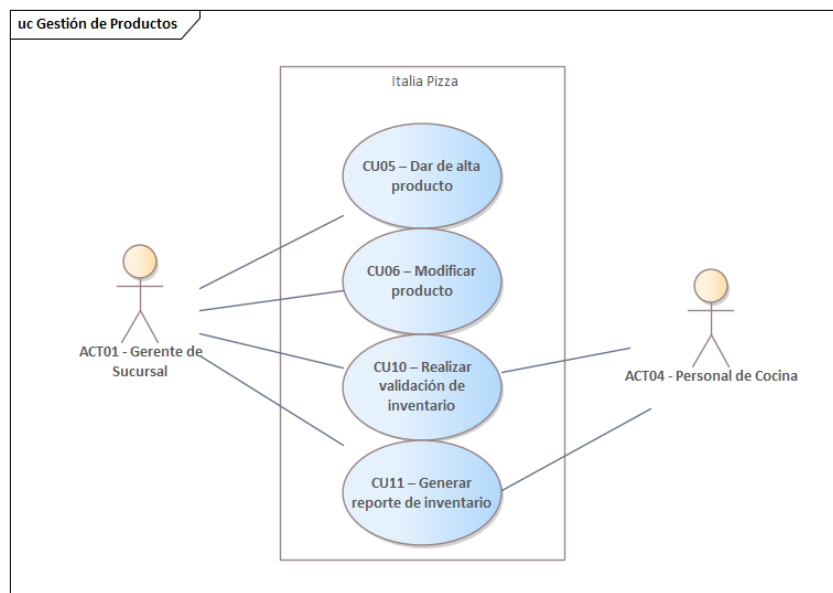 uc Gestión de Productos
Italia Pizza
CU05 – Dar de alta
producto
CU06 – Modificar
producto
ACT01 - Gerente de
Sucursal
CU10 – Realizar
validación de
inventario
ACT04 - Personal de Cocina
CU11 – Generar
reporte de inventario